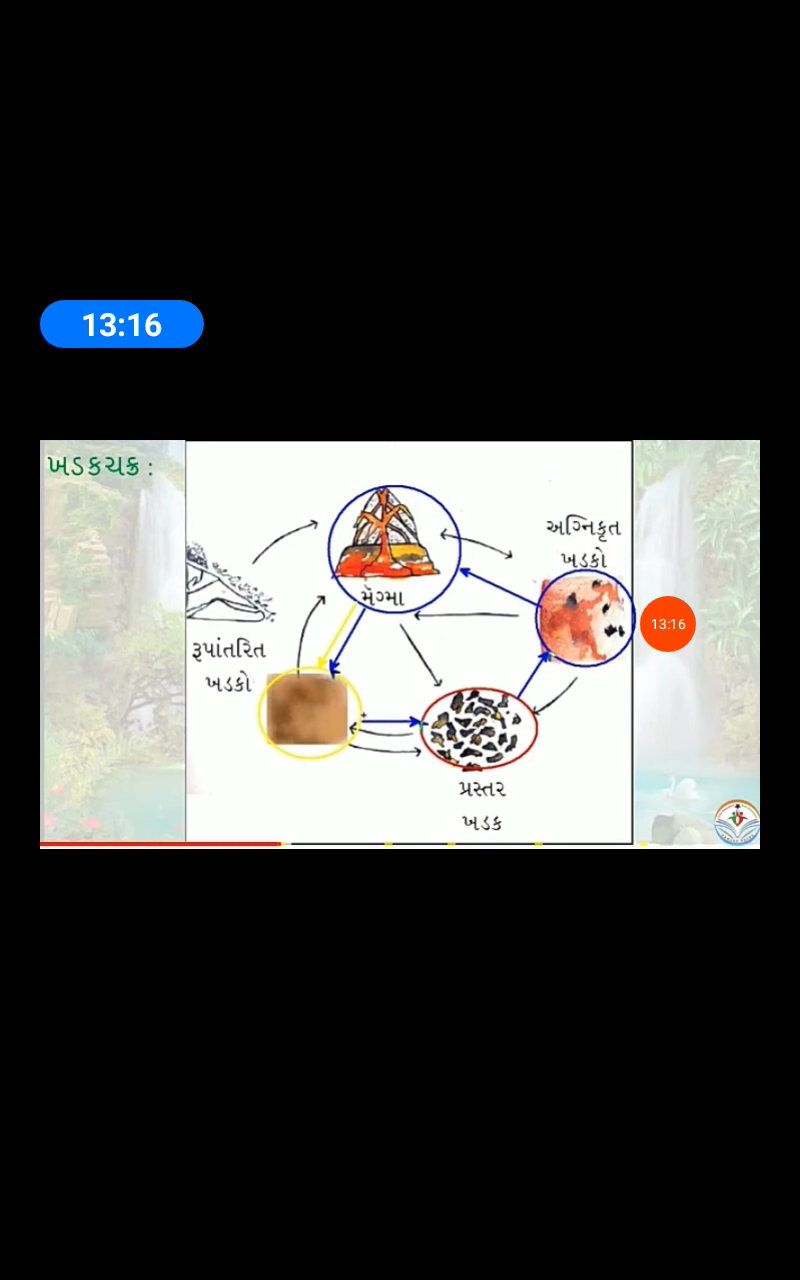 13:16
ખડકચક્ર :
અગ્નિકૃત
ખડકો
મૅગ્મા
13:16
રૂપાંતરિત
ખડકો
પ્રસ્તર
ખડક